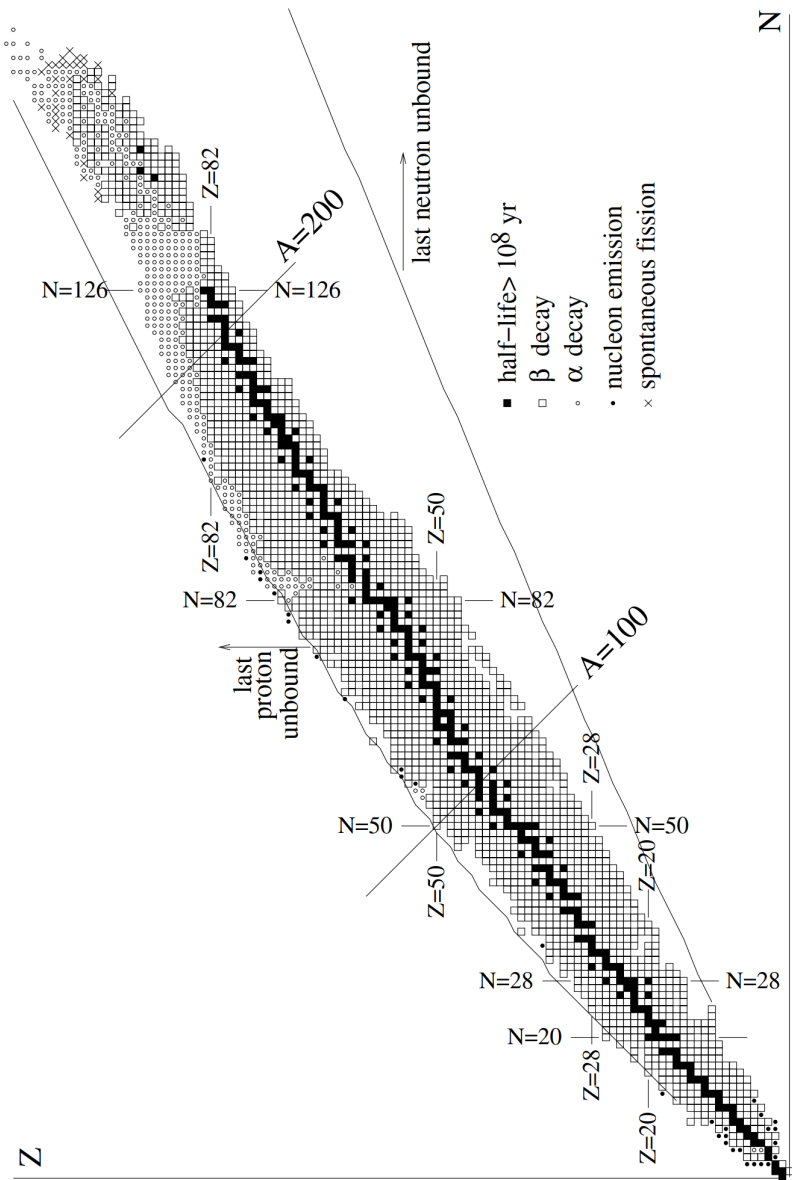 Z
N
N=126
Z=82
A=200
N=126
last neutron unbound
half−life> 10⁸ yr
β decay
α decay
nucleon emission
spontaneous fission
Z=82
N=82
last
proton
unbound
Z=50
N=82
A=100
N=50
Z=28
Z=50
N=50
Z=20
N=28
N=28
N=20
Z=28
Z=20